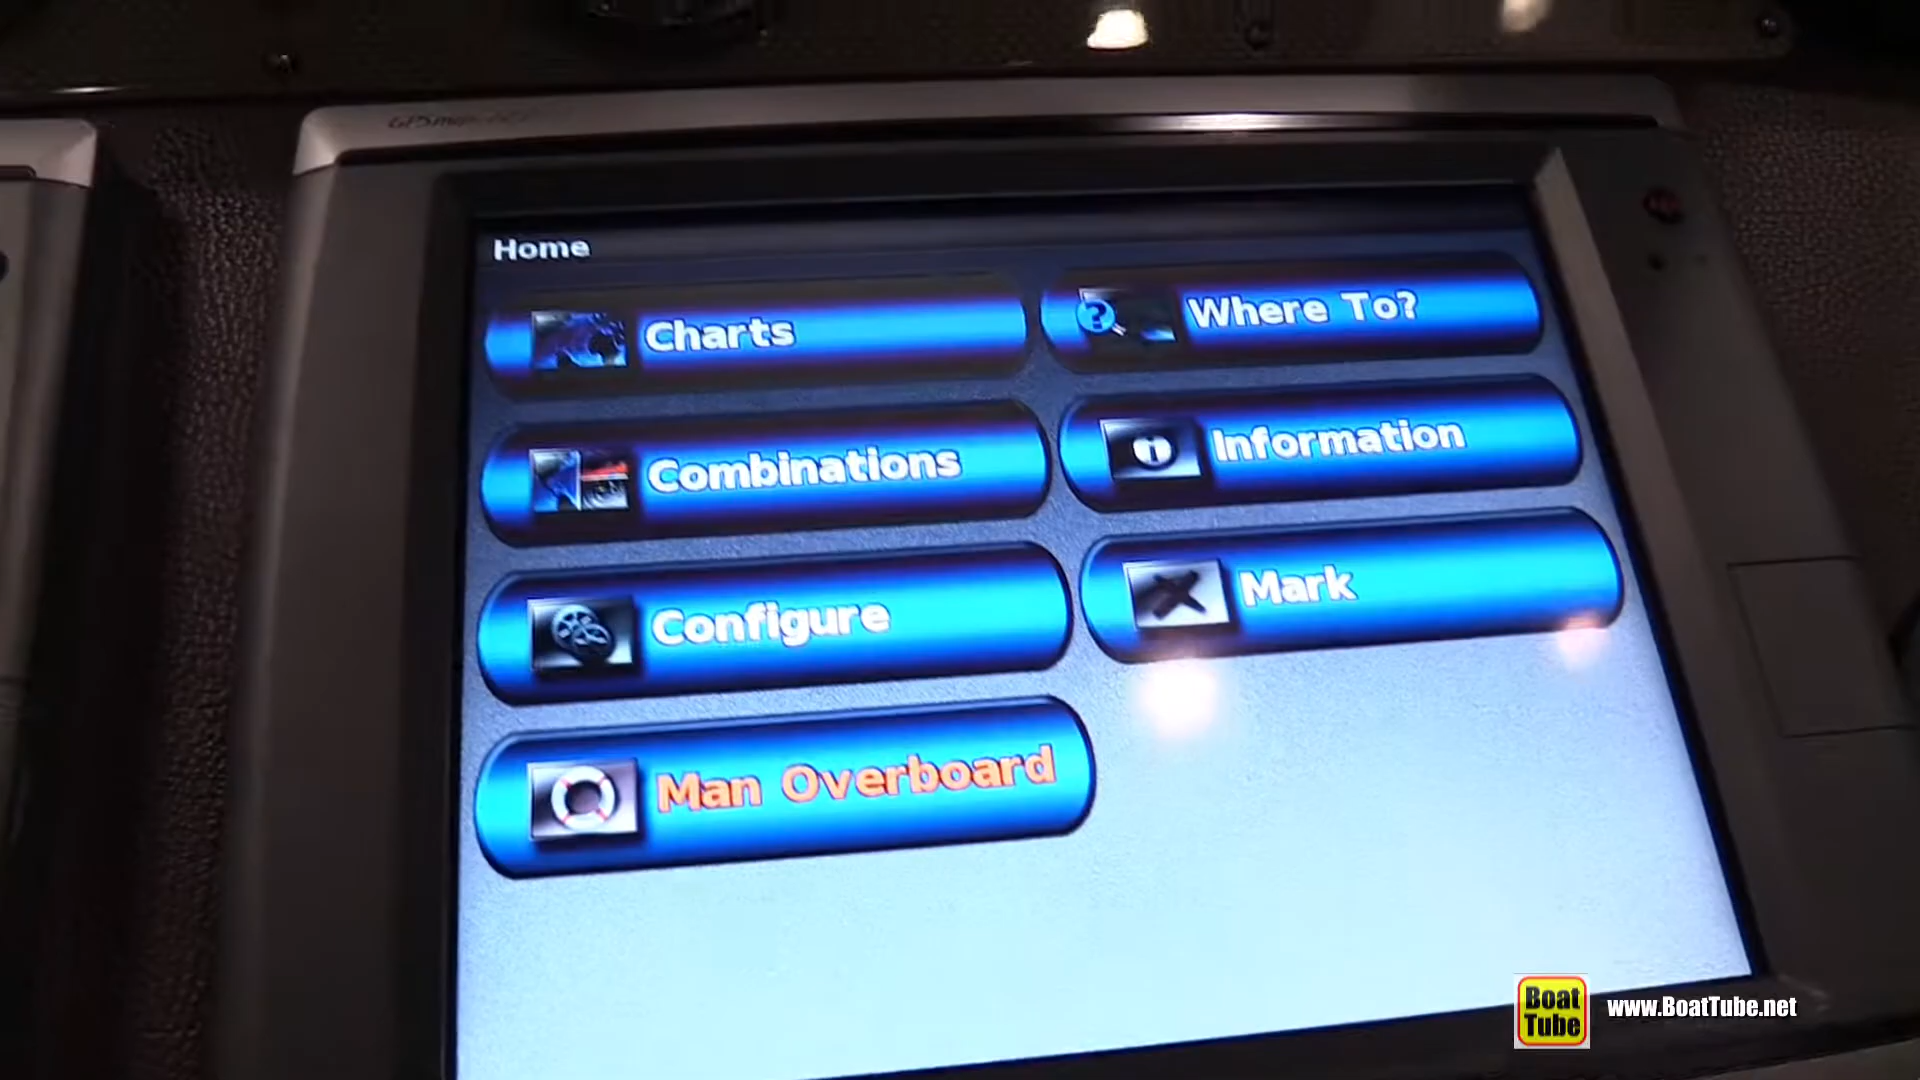 Home
Charts
Where To?
Combinations
Information
Configure
Mark
Man Overboard
Boat
Tube
www.BoatTube.net